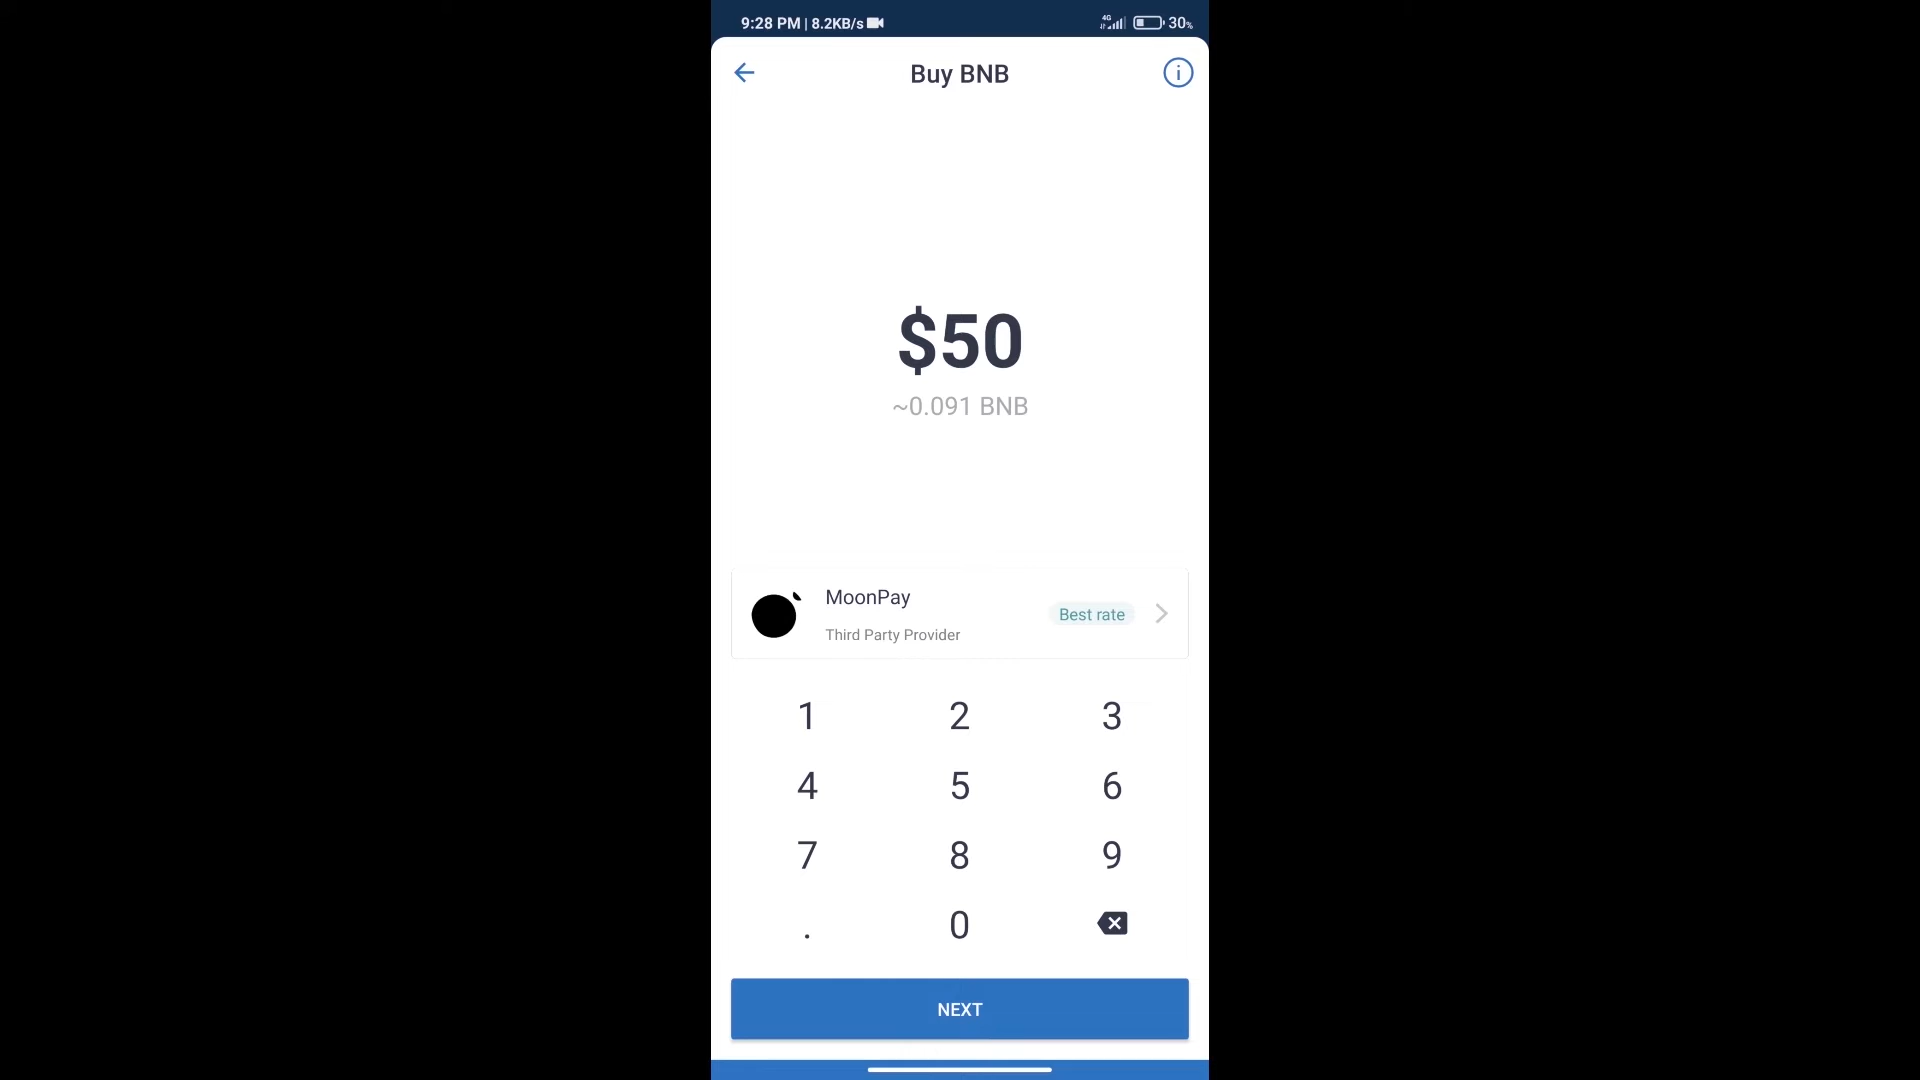 9:28 PM | 8.2KB/s 4G 30%
Buy BNB
$50
~0.091 BNB
MoonPay
Third Party Provider
Best rate
1 2 3
4 5 6
7 8 9
. 0
NEXT